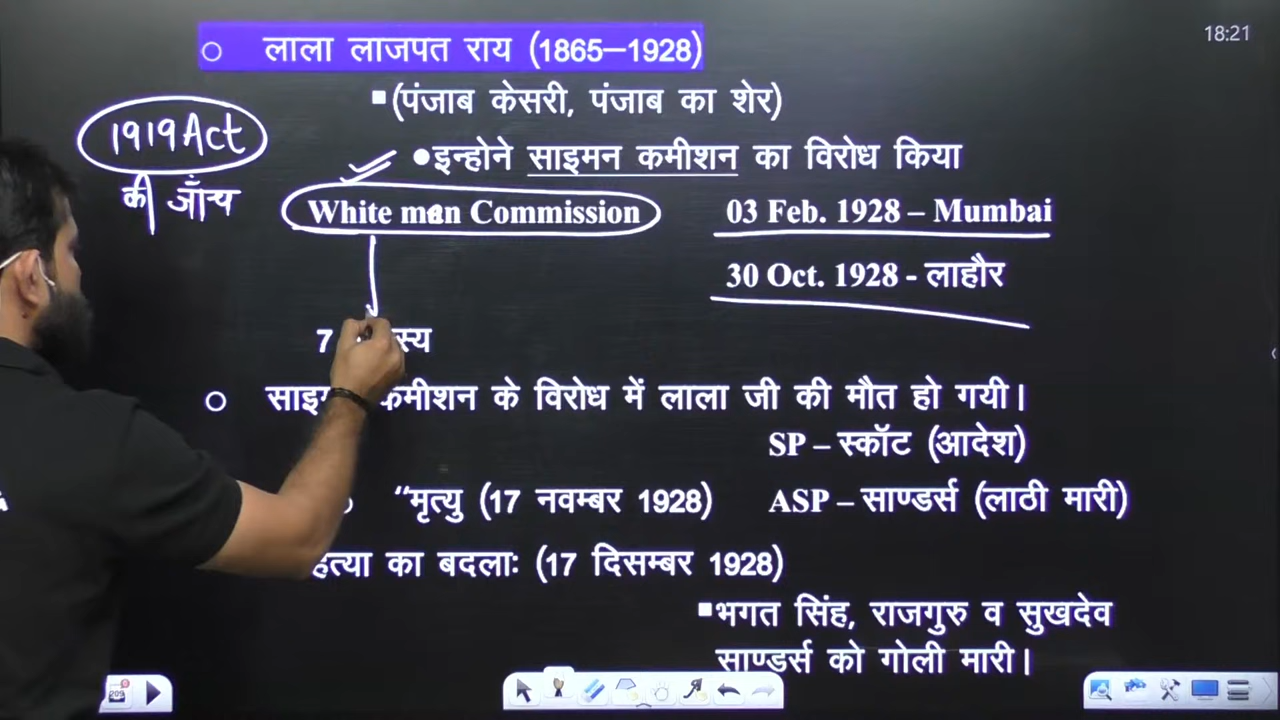 18:21
लाला लाजपत राय (1865–1928)
(पंजाब केसरी, पंजाब का शेर)
1919 Act
की जाँच
इन्होने साइमन कमीशन का विरोध किया
White man Commission
03 Feb. 1928 – Mumbai
30 Oct. 1928 - लाहौर
7
कमीशन के विरोध में लाला जी की मौत हो गयी।
SP – स्कॉट (आदेश)
“मृत्यु (17 नवम्बर 1928)
ASP – साण्डर्स (लाठी मारी)
हत्या का बदलाः (17 दिसम्बर 1928)
भगत सिंह, राजगुरु व सुखदेव
साण्डर्स को गोली मारी।